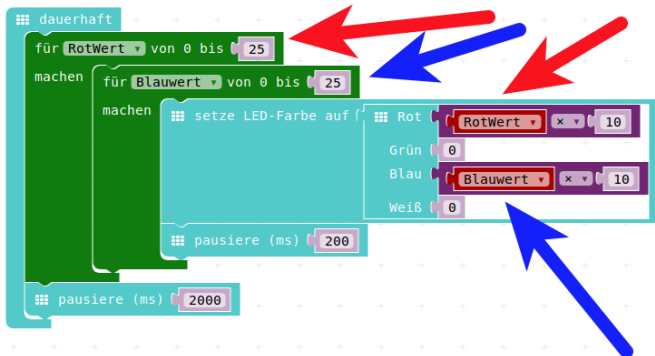 dauerhaft
für RotWert von 0 bis 25
machen für Blauwert von 0 bis 25
machen setze LED-Farbe auf Rot RotWert × 10
Grün 0
Blau Blauwert × 10
Weiß 0
pausiere (ms) 200
pausiere (ms) 2000